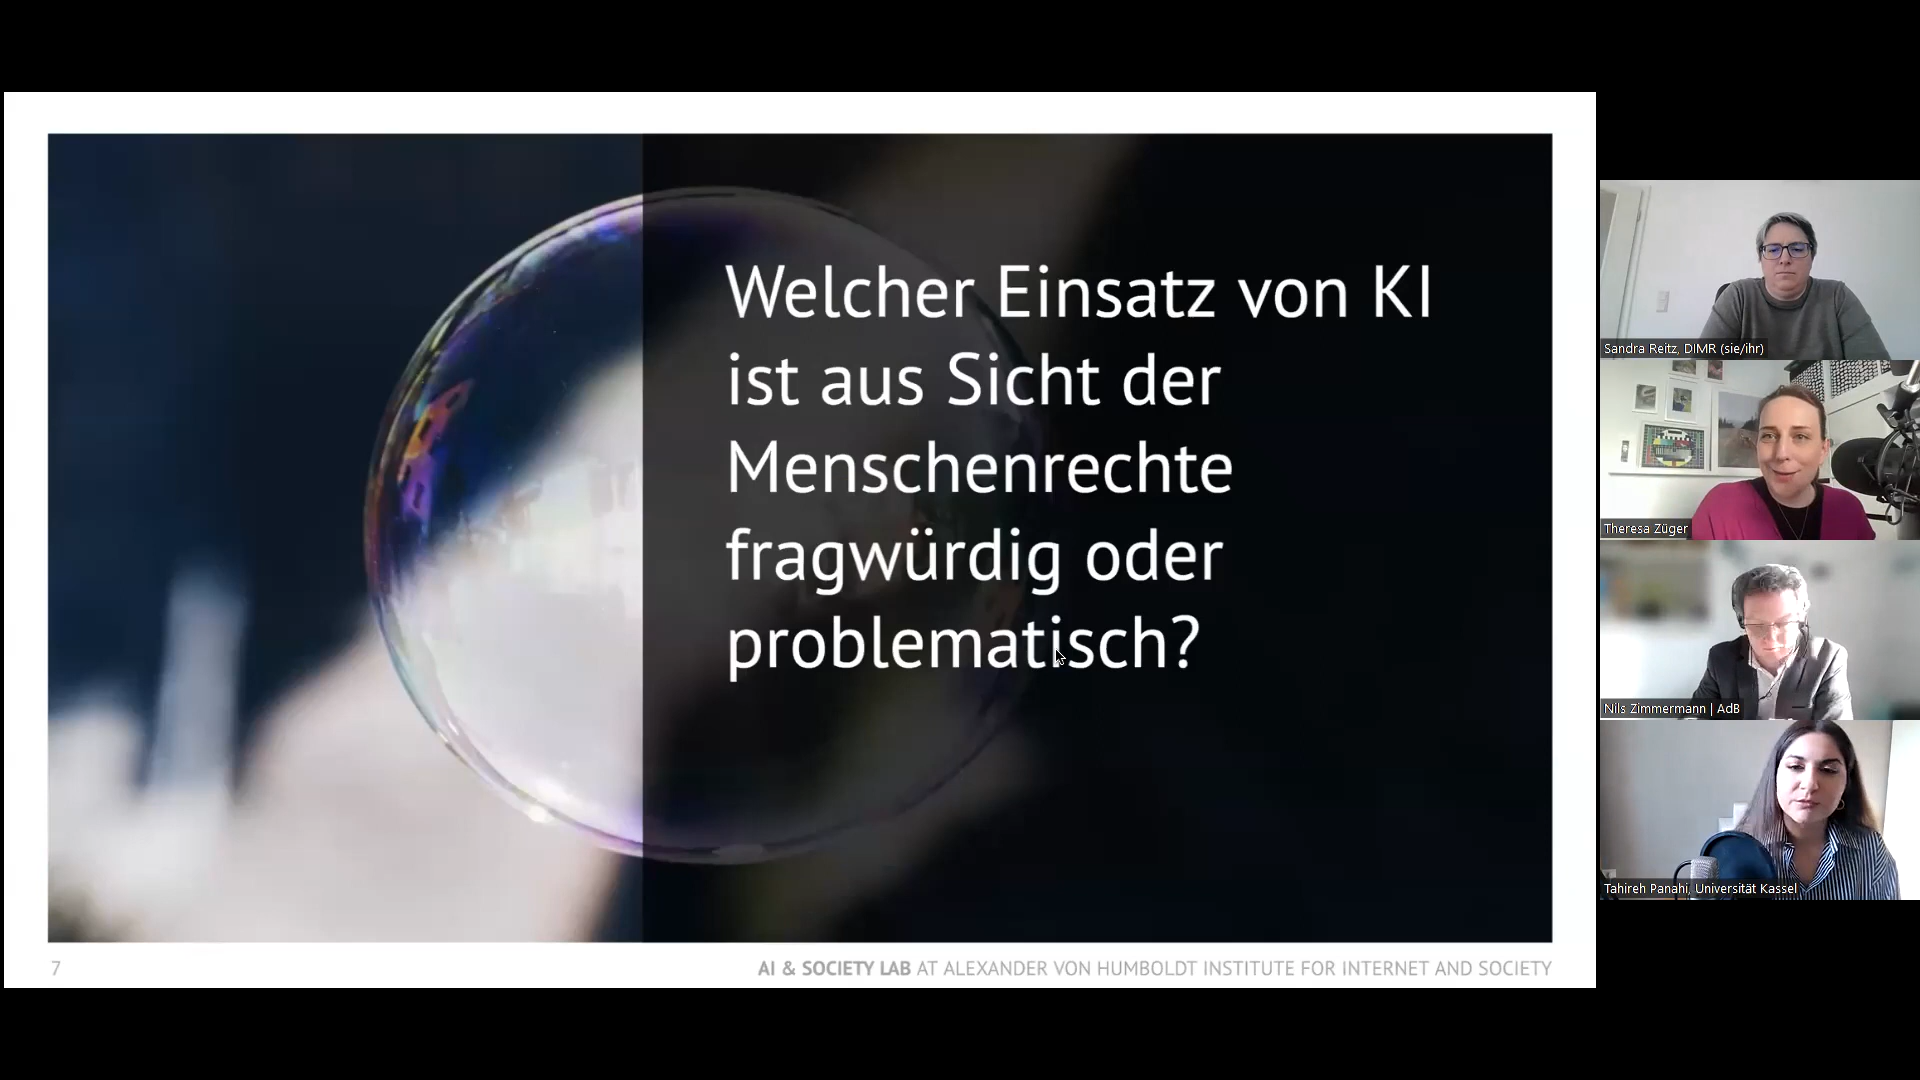 Welcher Einsatz von KI
ist aus Sicht der
Menschenrechte
fragwürdig oder
problematisch?
7
AI & SOCIETY LAB AT ALEXANDER VON HUMBOLDT INSTITUTE FOR INTERNET AND SOCIETY
Sandra Reitz, DIMR (sie/ihr)
Theresa Züger
Nils Zimmermann | AdB
Tahireh Panahi, Universität Kassel